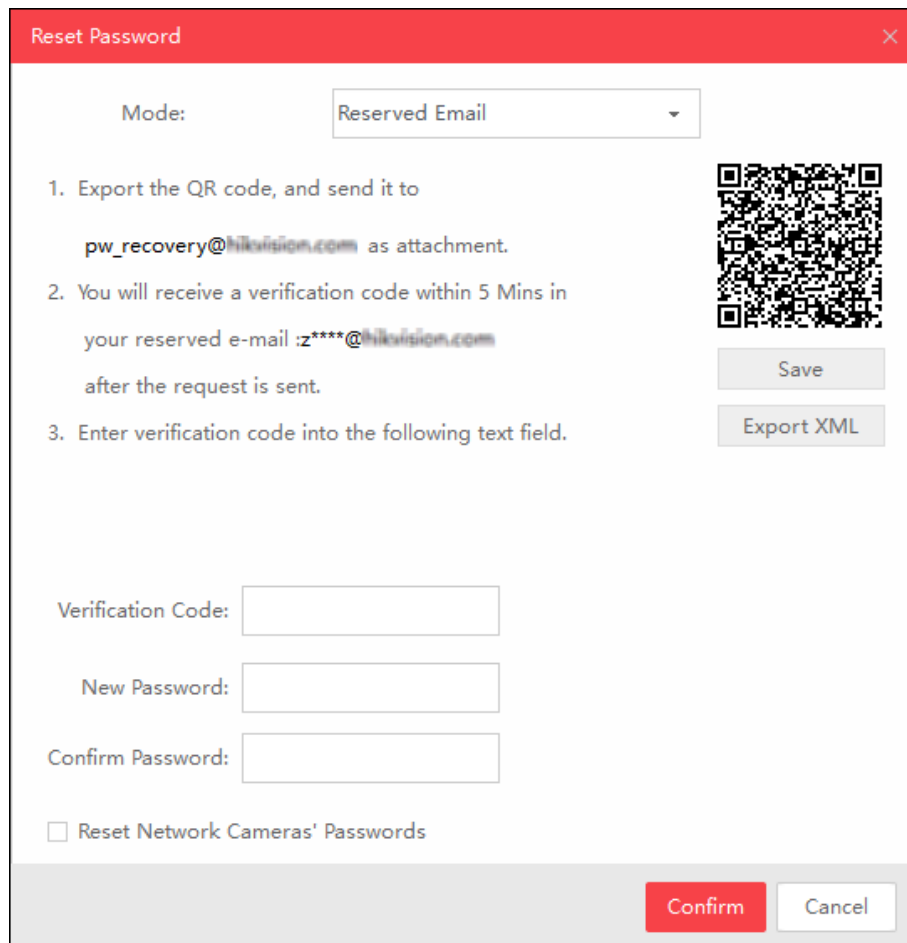 Reset Password
Mode:
Reserved Email
1. Export the QR code, and send it to
pw_recovery@ as attachment.
2. You will receive a verification code within 5 Mins in
your reserved e-mail :z****@
after the request is sent.
3. Enter verification code into the following text field.
Save
Export XML
Verification Code:
New Password:
Confirm Password:
Reset Network Cameras' Passwords
Confirm
Cancel